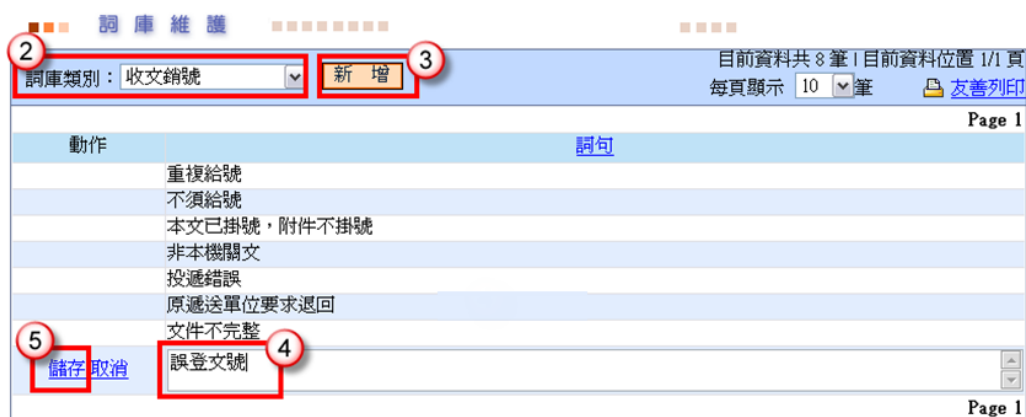 詞庫維護
目前資料共 8 筆 | 目前資料位置 1/1 頁
2
詞庫類別：收文銷號
新 增
3
每頁顯示 10 筆 友善列印
Page 1
動作 詞句
重複給號
不須給號
本文已掛號，附件不掛號
非本機關文
投遞錯誤
原遞送單位要求退回
文件不完整
5
4
儲存 取消 誤登文號
Page 1